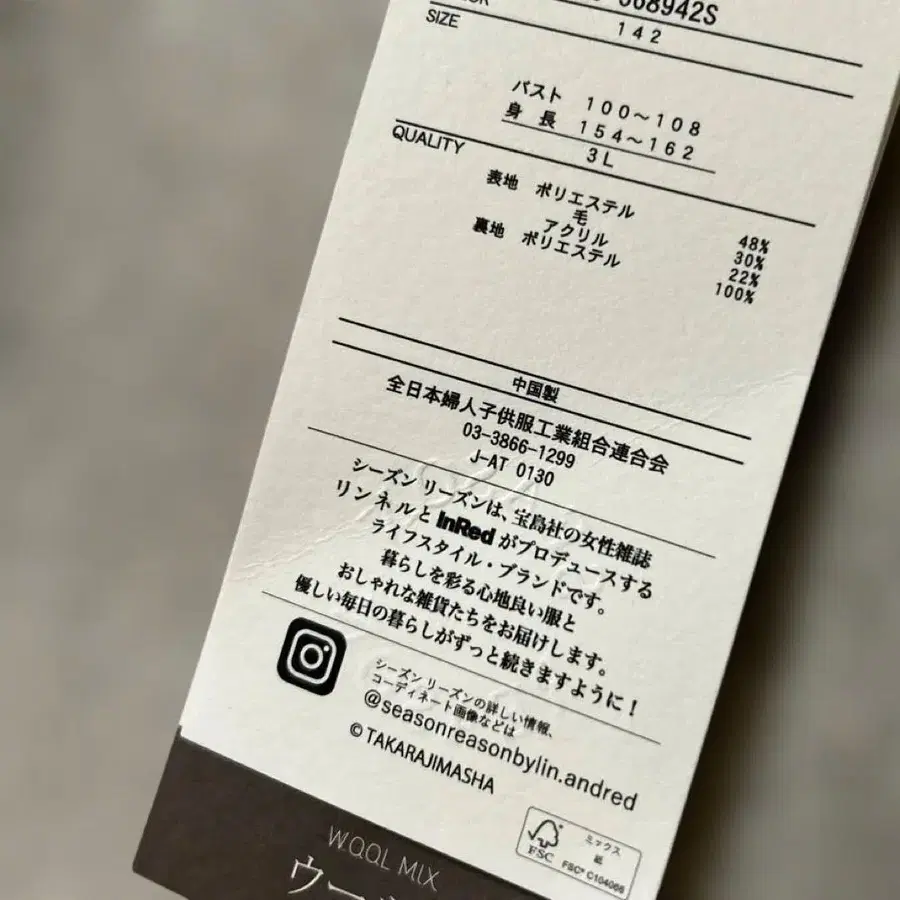 368942S
142
SIZE
バスト 100～108
身 長 154～162
3L
QUALITY
表地 ポリエステル 48%
毛 30%
アクリル 22%
裏地 ポリエステル 100%
中国製
全日本婦人子供服工業組合連合会
03-3866-1299
J-AT 0130
シーズン リーズンは、宝島社の女性雑誌
リンネルと InRed がプロデュースする
ライフスタイル・ブランドです。
暮らしを彩る心地良い服と
おしゃれな雑貨たちをお届けします。
優しい毎日の暮らしがずっと続きますように！
シーズン リーズンの詳しい情報、
コーディネート画像などは
@seasonreasonbylin.andred
©TAKARAJIMASHA
FSC
ミックス
紙
FSC® C104066
WOOL MIX
ウー